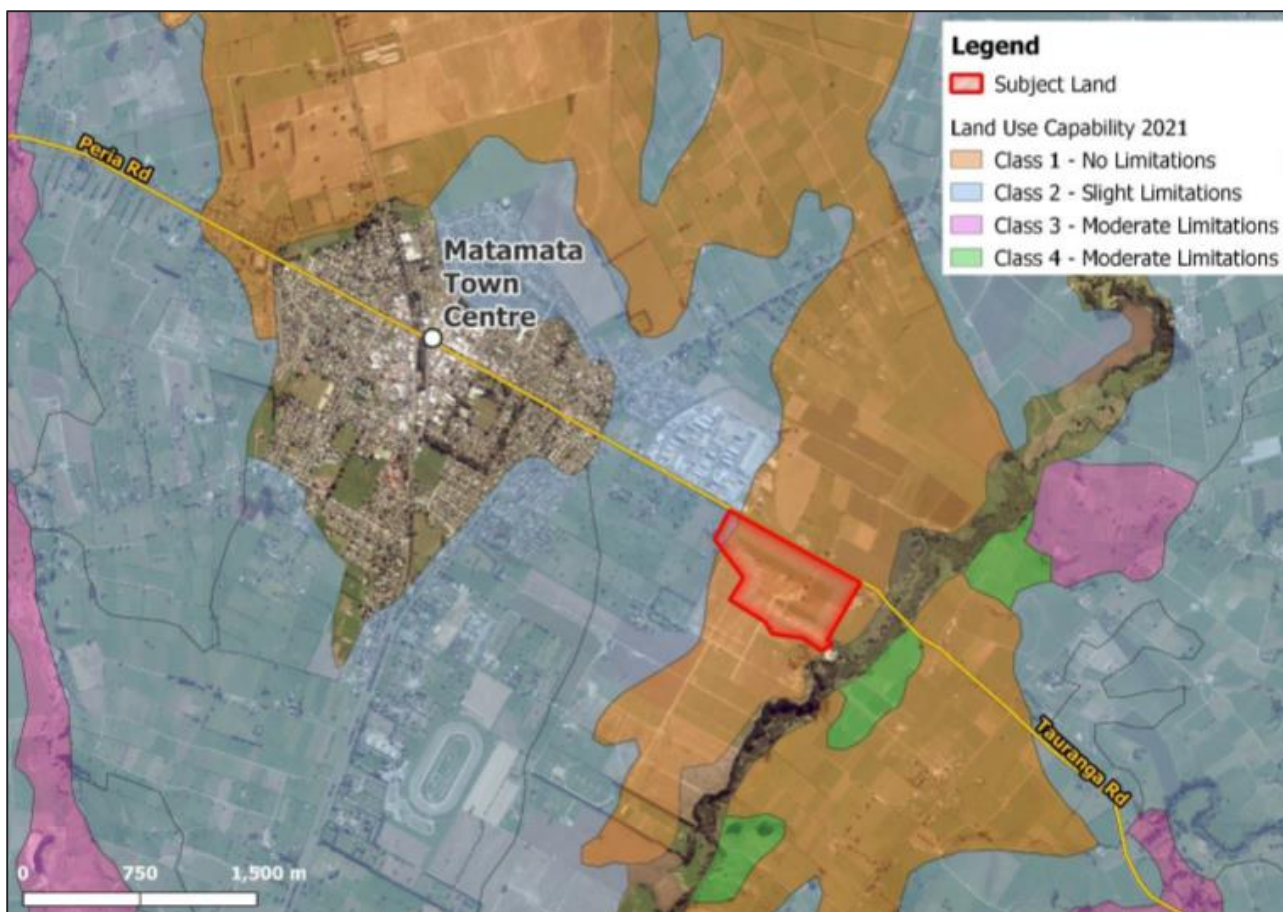 Legend
Subject Land
Land Use Capability 2021
Class 1 - No Limitations
Class 2 - Slight Limitations
Class 3 - Moderate Limitations
Class 4 - Moderate Limitations
Peria Rd
Matamata
Town
Centre
Tauranga Rd
0 750 1,500 m